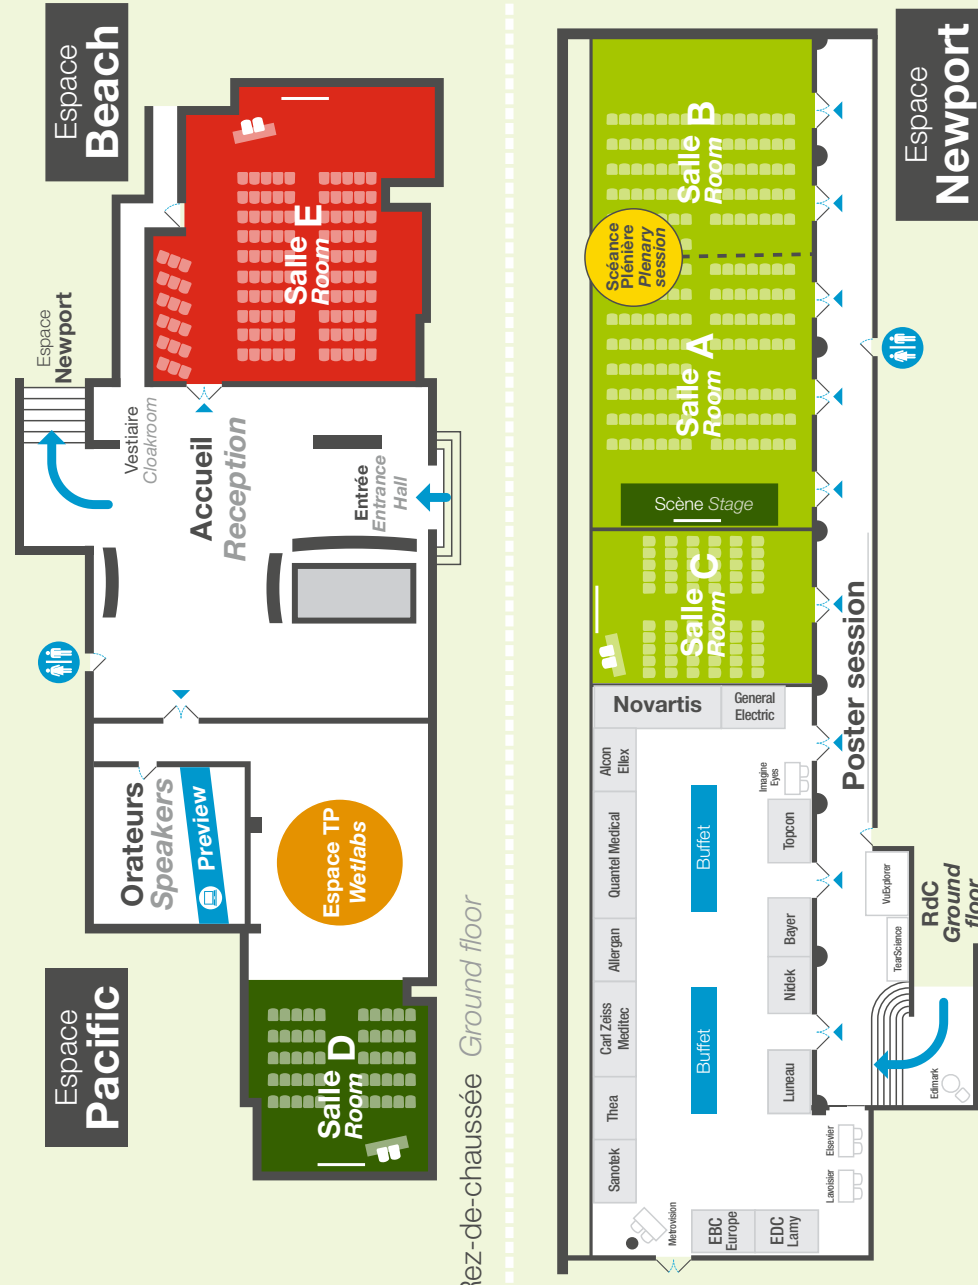 Espace
Beach
Espace
Newport
Vestiaire
Cloakroom
Salle E
Room
Accueil
Reception
Entrée
Entrance
Hall
Orateurs
Speakers
Preview
Espace TP
Wetlabs
Espace
Pacific
Salle D
Room
Rez-de-chaussée Ground floor
Espace
Newport
Salle B
Room
Scéance
Plénière
Plenary
session
Salle A
Room
Scène Stage
Salle C
Room
Poster session
Novartis
General
Electric
Alcon
Ellex
Imagine
Eyes
Quantel Medical
Buffet
Topcon
Allergan
Bayer
Nidek
Carl Zeiss
Meditec
Buffet
Luneau
Thea
Sanotek
Metrovision
EBC
Europe
EDC
Lamy
Lavoisier
Elsevier
VuExplorer
TearScience
RdC
Ground
floor
Edimark